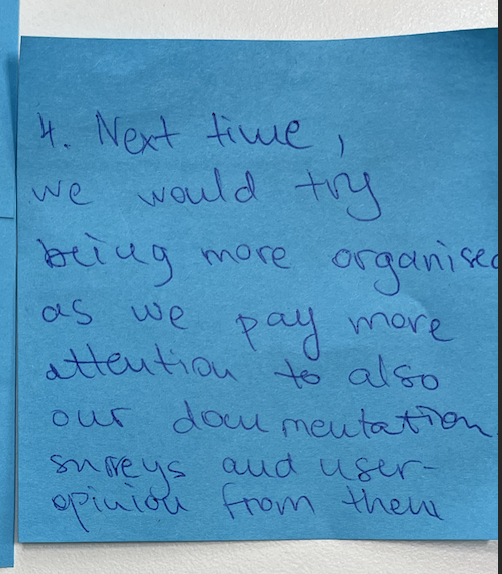 4. Next time,
we would try
being more organised
as we pay more
attention to also
our documentation
surveys and user-
opinion from them